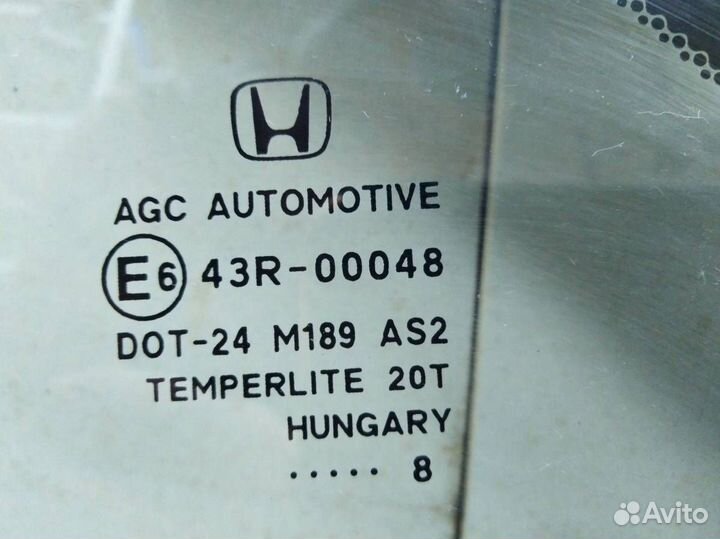 AGC AUTOMOTIVE
E6 43R-00048
DOT-24 M189 AS2
TEMPERLITE 20T
HUNGARY
..... 8
Avito